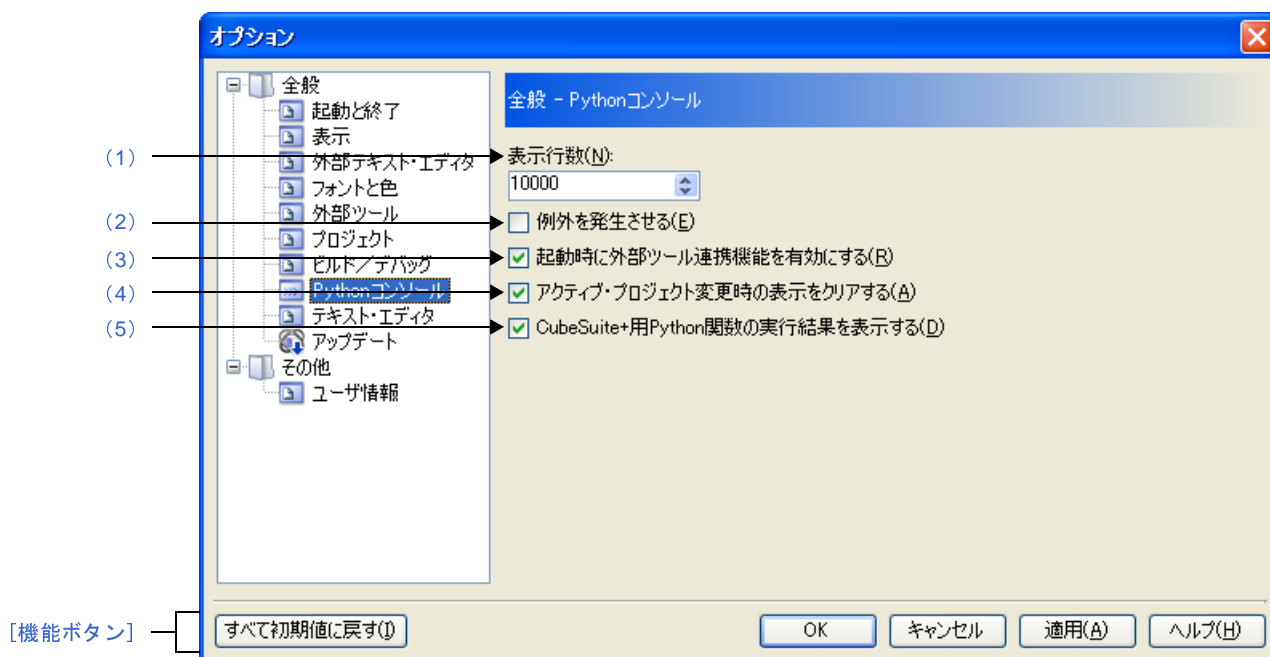 オプション
全般
起動と終了
表示
外部テキスト・エディタ
フォントと色
外部ツール
プロジェクト
ビルド／デバッグ
Pythonコンソール
テキスト・エディタ
アップデート
その他
ユーザ情報
全般 - Pythonコンソール
(1)
表示行数(N):
10000
(2)
例外を発生させる(E)
(3)
起動時に外部ツール連携機能を有効にする(R)
(4)
アクティブ・プロジェクト変更時の表示をクリアする(A)
(5)
CubeSuite+用Python関数の実行結果を表示する(D)
[機能ボタン]
すべて初期値に戻す(I)
OK
キャンセル
適用(A)
ヘルプ(H)